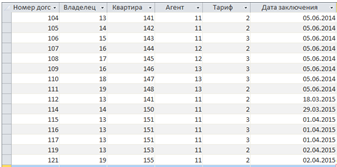 Номер догс Владелец Квартира Агент Тариф Дата заключения
104 13 141 11 2 05.06.2014
105 14 142 11 2 05.06.2014
106 15 143 11 3 05.06.2014
107 16 144 12 2 05.06.2014
108 17 145 12 3 05.06.2014
109 16 146 13 3 05.06.2014
110 18 147 13 3 05.06.2014
111 19 148 13 2 05.06.2014
112 13 141 12 2 18.03.2015
114 14 150 11 2 29.03.2015
115 13 151 11 3 01.04.2015
116 13 151 11 3 01.04.2015
117 13 151 11 3 01.04.2015
119 13 153 11 2 02.04.2015
121 19 155 11 2 02.04.2015